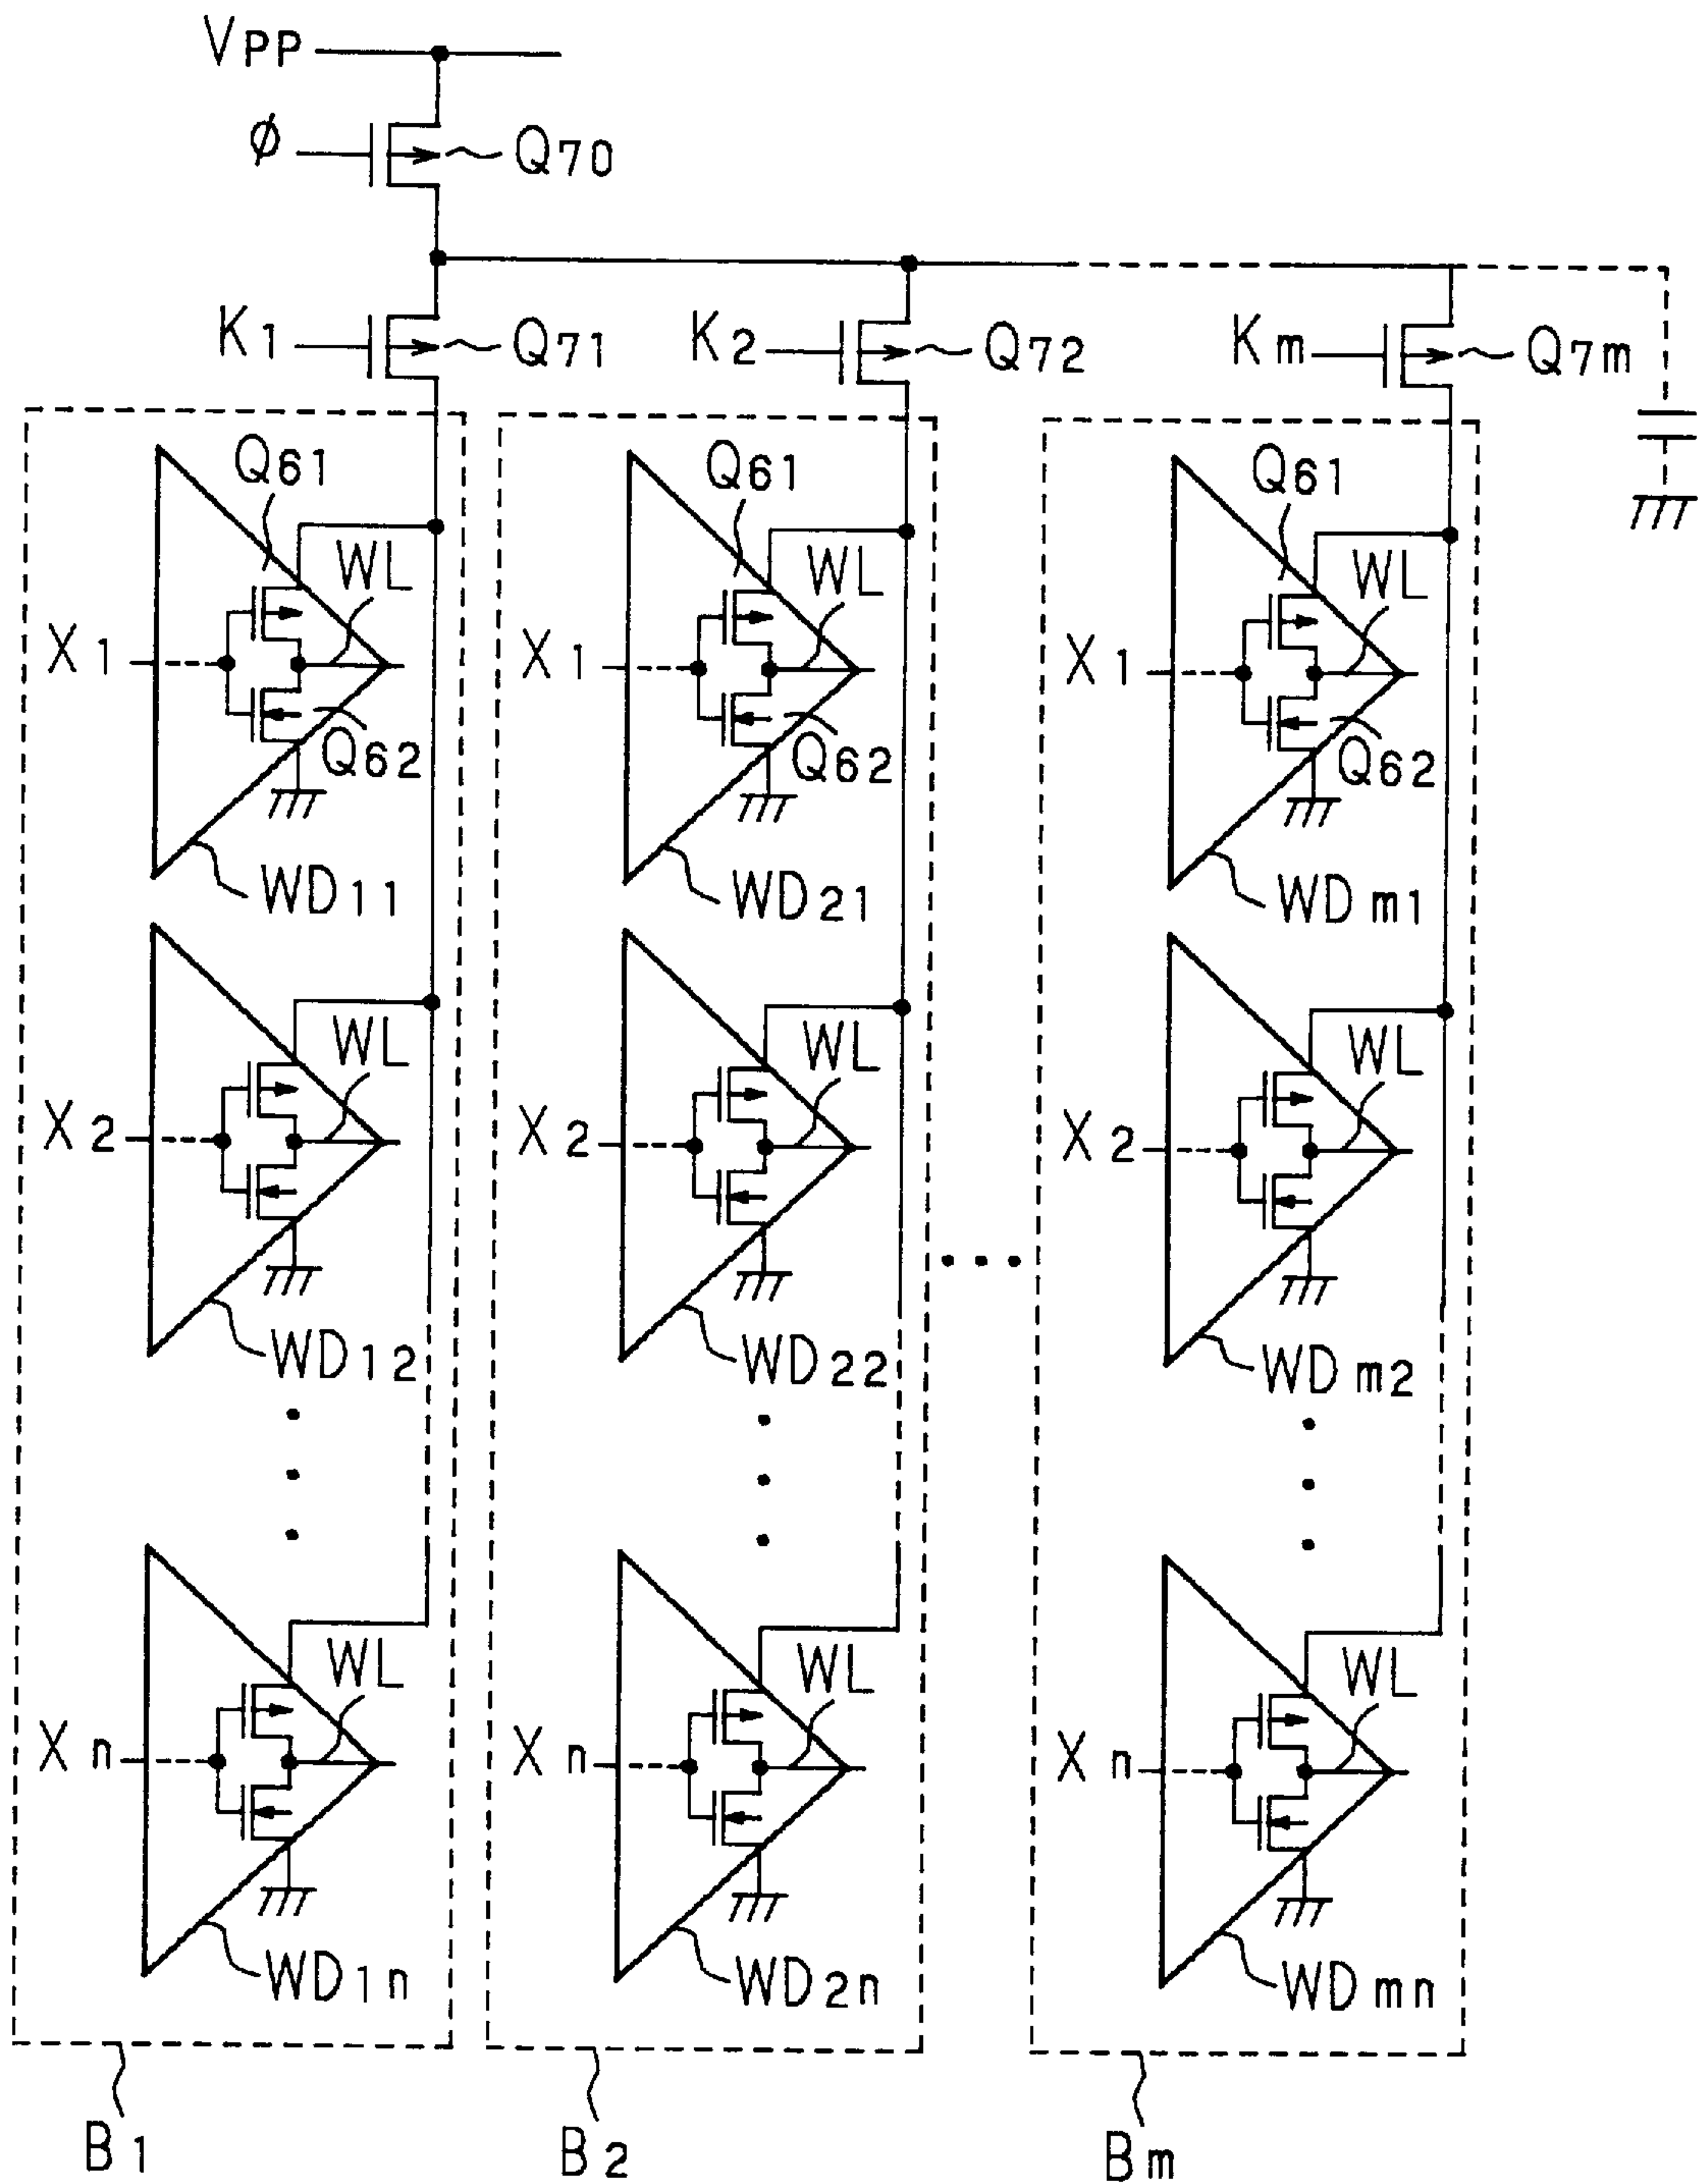 VPP
ø
Q70
K1
Q71
K2
Q72
Km
Q7m
Q61
WL
X1
Q62
WD11
Q61
WL
X1
Q62
WD21
Q61
WL
X1
Q62
WDm1
WL
X2
WD12
WL
X2
WD22
WL
X2
WDm2
WL
Xn
WD1n
WL
Xn
WD2n
WL
Xn
WDmn
B1
B2
Bm